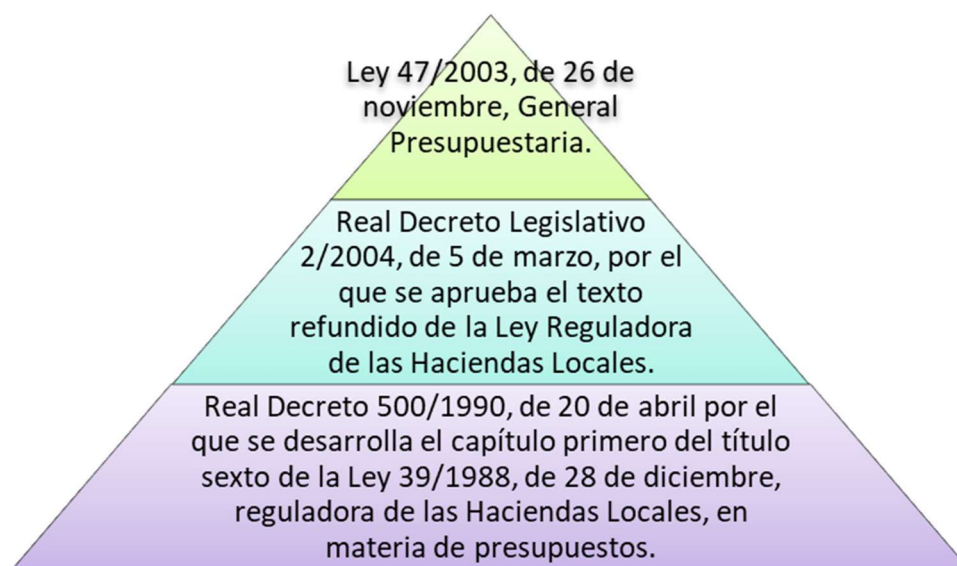 Ley 47/2003, de 26 de
noviembre, General
Presupuestaria.
Real Decreto Legislativo
2/2004, de 5 de marzo, por el
que se aprueba el texto
refundido de la Ley Reguladora
de las Haciendas Locales.
Real Decreto 500/1990, de 20 de abril por el
que se desarrolla el capítulo primero del título
sexto de la Ley 39/1988, de 28 de diciembre,
reguladora de las Haciendas Locales, en
materia de presupuestos.